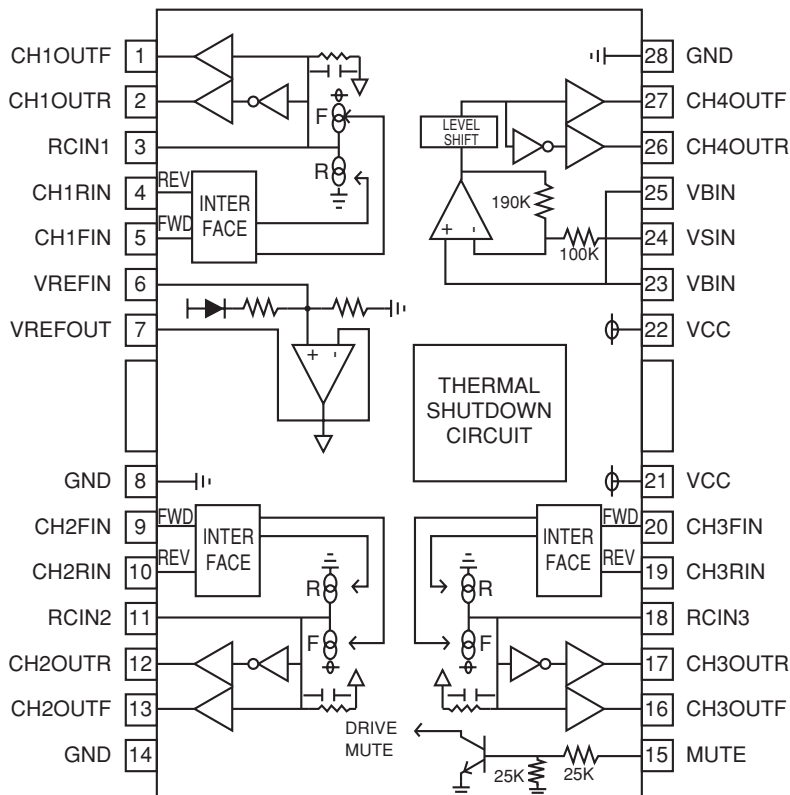 CH1OUTF 1
CH1OUTR 2
RCIN1 3
CH1RIN 4 REV
CH1FIN 5 FWD
INTER
FACE
F
R
VREFIN 6
VREFOUT 7
+ -
GND 8
CH2FIN 9 FWD
CH2RIN 10 REV
INTER
FACE
R
F
RCIN2 11
CH2OUTR 12
CH2OUTF 13
GND 14
28 GND
27 CH4OUTF
26 CH4OUTR
LEVEL
SHIFT
25 VBIN
190K
24 VSIN
100K
+ -
23 VBIN
22 VCC
THERMAL
SHUTDOWN
CIRCUIT
21 VCC
FWD 20 CH3FIN
REV 19 CH3RIN
INTER
FACE
R
F
18 RCIN3
17 CH3OUTR
16 CH3OUTF
DRIVE
MUTE
25K
25K
15 MUTE